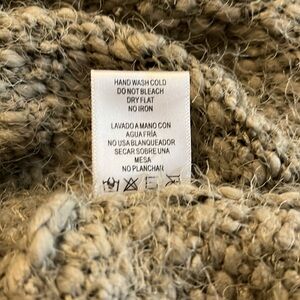 HAND WASH COLD
DO NOT BLEACH
DRY FLAT
NO IRON
LAVADO A MANO CON
AGUA FRÍA
NO USA BLANQUEADOR
SECAR SOBRE UNA
MESA
NO PLANCHAR